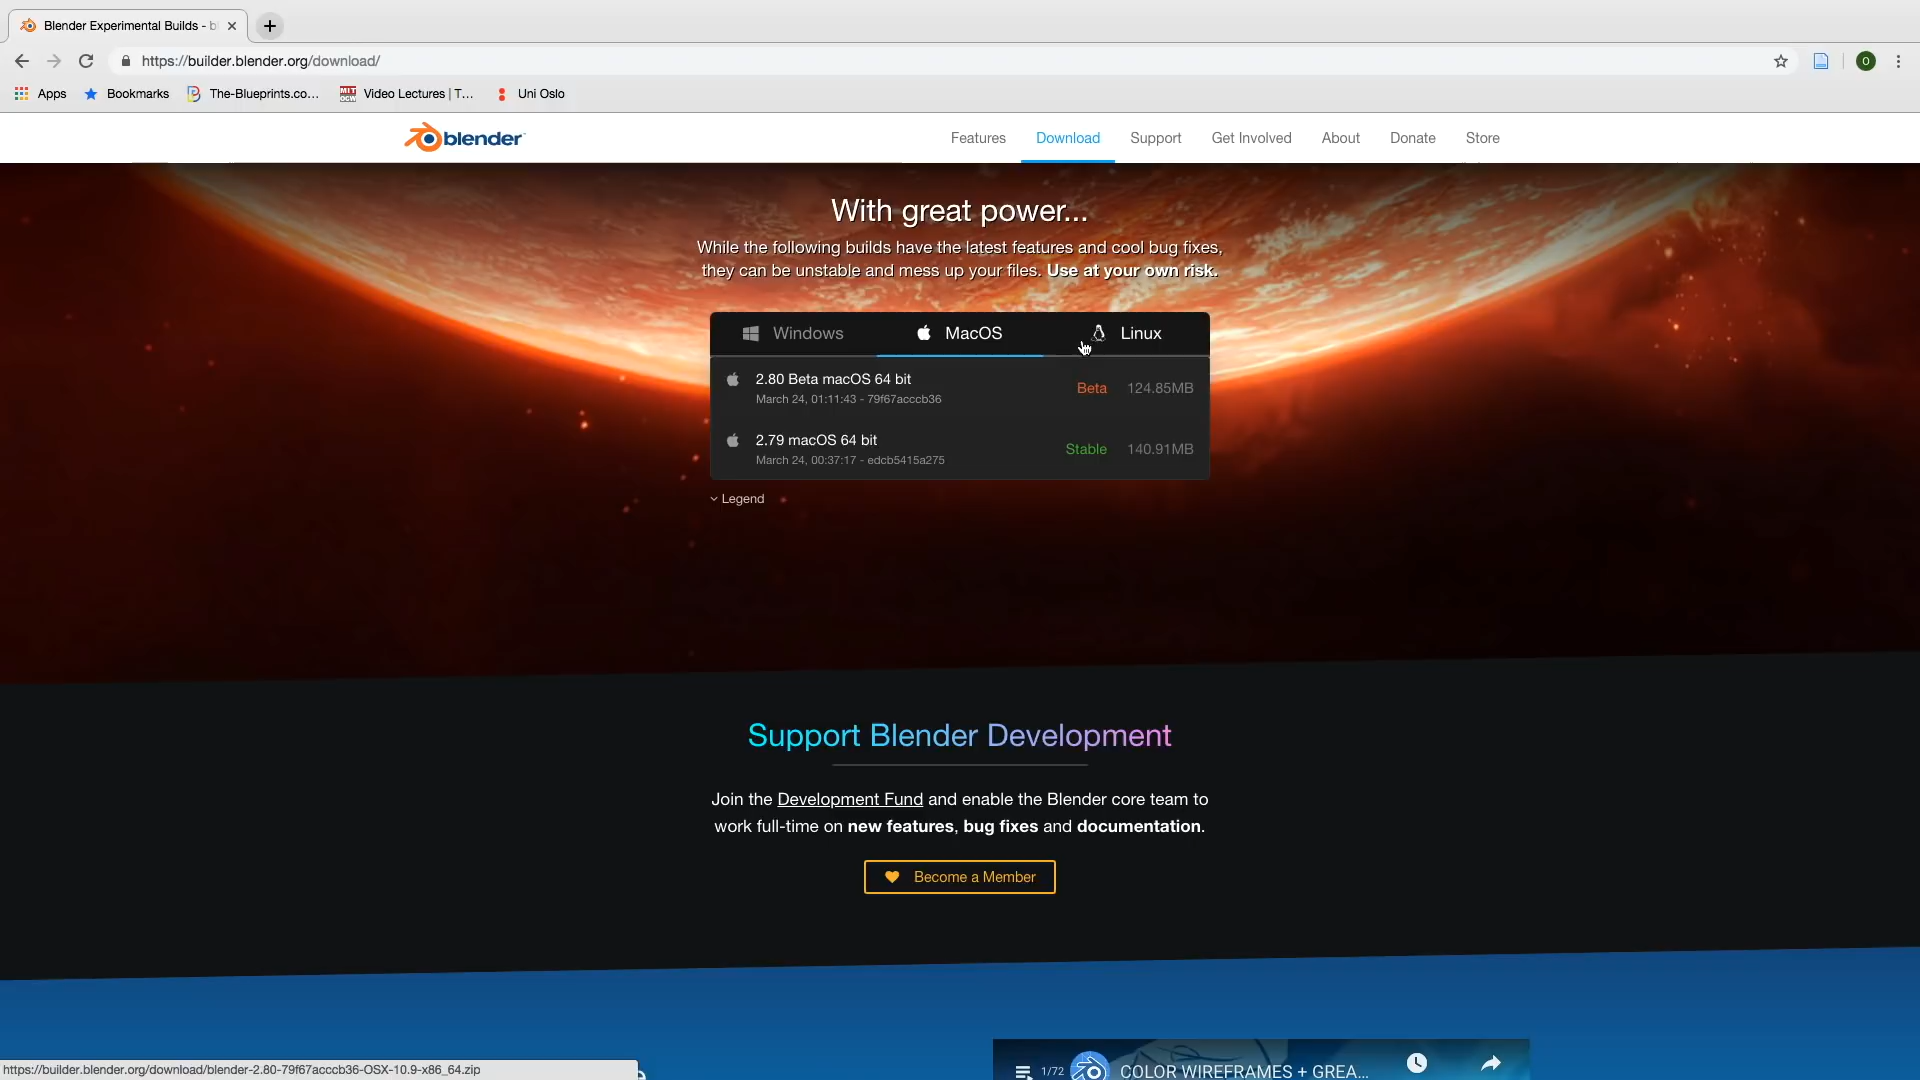 Blender Experimental Builds - b
https://builder.blender.org/download/
O
Apps
Bookmarks
The-Blueprints.co...
MIT
OCW
Video Lectures | T...
Uni Oslo
blender
Features
Download
Support
Get Involved
About
Donate
Store
With great power...
While the following builds have the latest features and cool bug fixes,
they can be unstable and mess up your files. Use at your own risk.
Windows
MacOS
Linux
2.80 Beta macOS 64 bit
Beta
124.85MB
March 24, 01:11:43 - 79f67acccb36
2.79 macOS 64 bit
Stable
140.91MB
March 24, 00:37:17 - edcb5415a275
Legend
Support Blender Development
Join the Development Fund and enable the Blender core team to
work full-time on new features, bug fixes and documentation.
Become a Member
1/72
COLOR WIREFRAMES + GREA...
https://builder.blender.org/download/blender-2.80-79f67acccb36-OSX-10.9-x86_64.zip